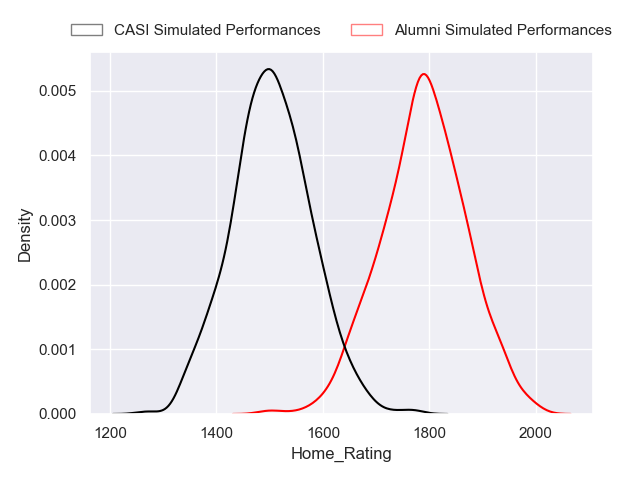 CASI Simulated Performances Alumni Simulated Performances
0.005
0.004
0.003
0.002
0.001
0.000
Density
1200 1400 1600 1800 2000
Home_Rating